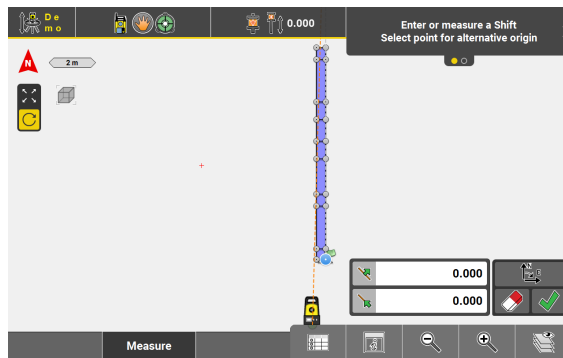 De
mo
0.000
Enter or measure a Shift
Select point for alternative origin
N
2 m
0.000
0.000
N
E
Measure